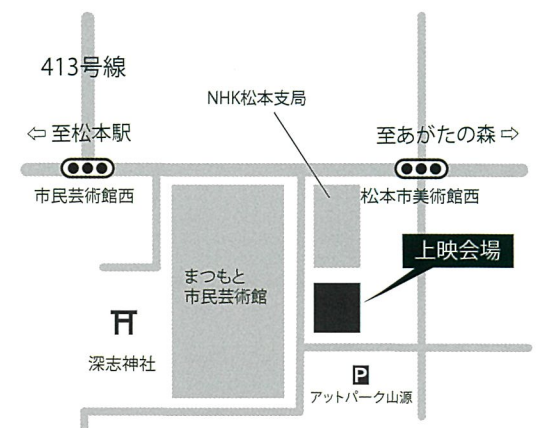 413号線
NHK松本支局
⇦ 至松本駅
至あがたの森 ⇨
市民芸術館西
松本市美術館西
上映会場
まつもと
市民芸術館
深志神社
P
アットパーク山源